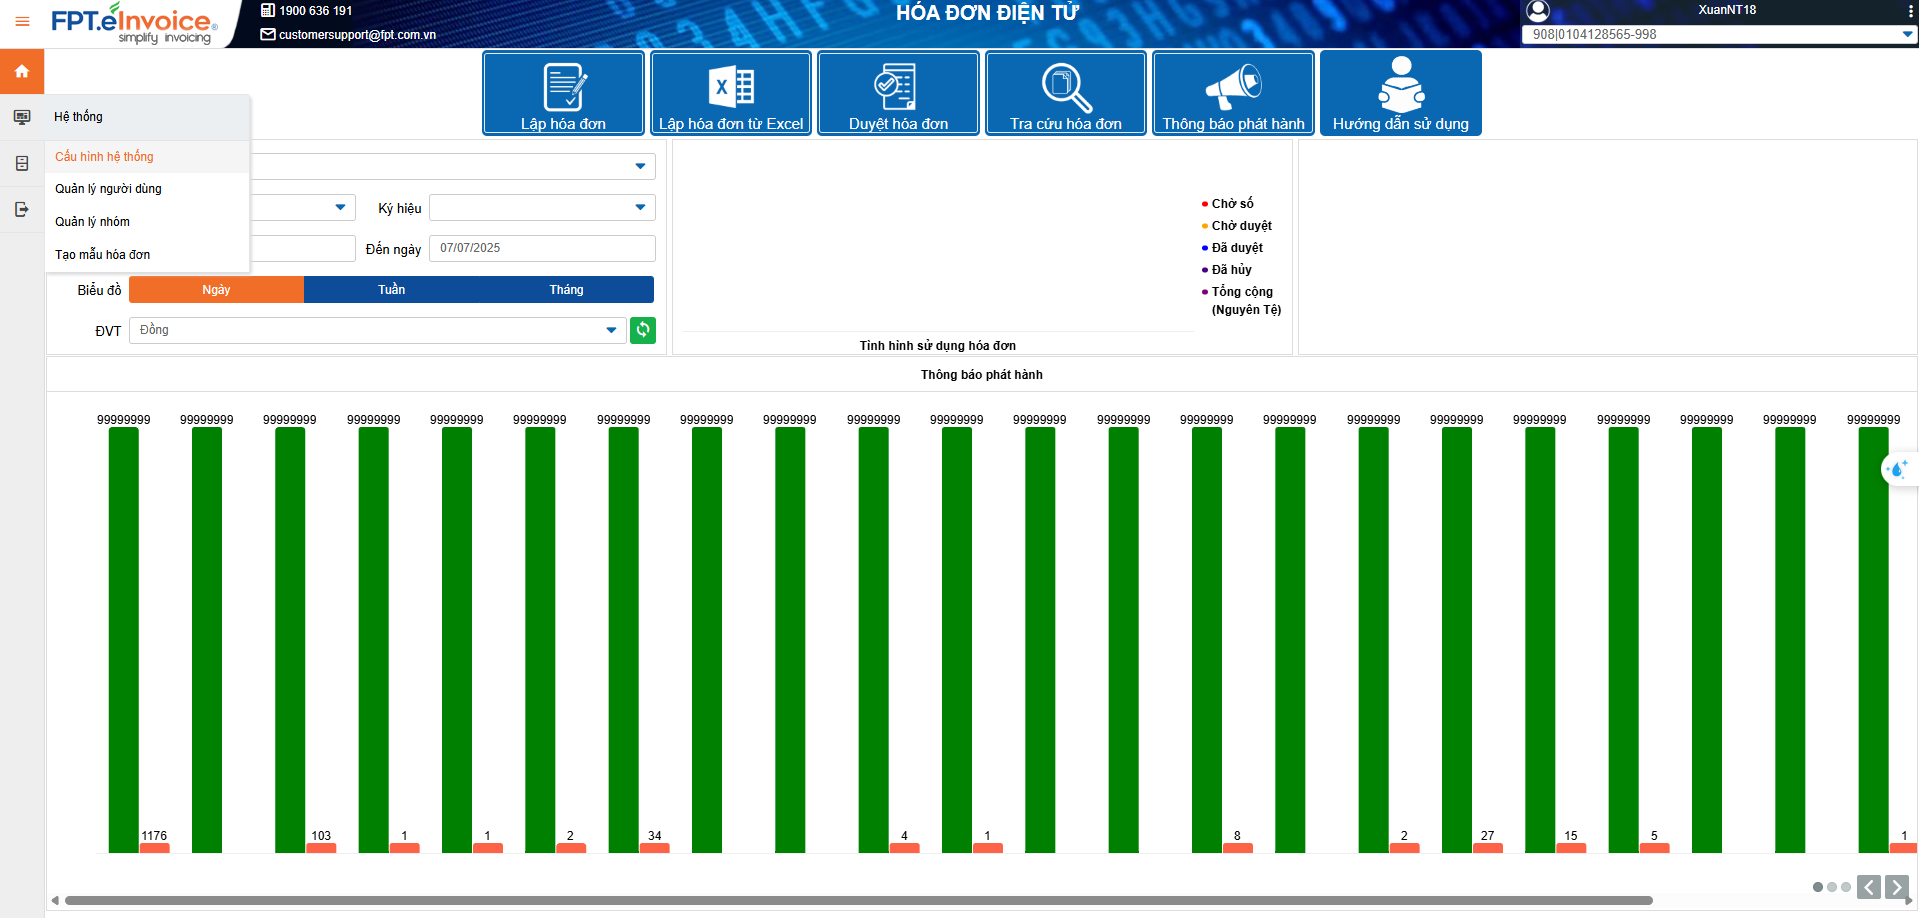 FPT.eInvoice®
simplify invoicing
1900 636 191
customersupport@fpt.com.vn
HÓA ĐƠN ĐIỆN TỬ
XuanNT18
908|0104128565-998
Lập hóa đơn
Lập hóa đơn từ Excel
Duyệt hóa đơn
Tra cứu hóa đơn
Thông báo phát hành
Hướng dẫn sử dụng
Hệ thống
Cấu hình hệ thống
Quản lý người dùng
Quản lý nhóm
Tạo mẫu hóa đơn
Ký hiệu
Đến ngày
07/07/2025
Biểu đồ
Ngày
Tuần
Tháng
ĐVT
Đồng
Chờ số
Chờ duyệt
Đã duyệt
Đã hủy
Tổng cộng
(Nguyên Tệ)
Tình hình sử dụng hóa đơn
Thông báo phát hành
99999999 99999999 99999999 99999999 99999999 99999999 99999999 99999999 99999999 99999999 99999999 99999999 99999999 99999999 99999999 99999999 99999999 99999999 99999999 99999999 99999999 99999999
1176 103 1 1 2 34 4 1 8 2 27 15 5 1